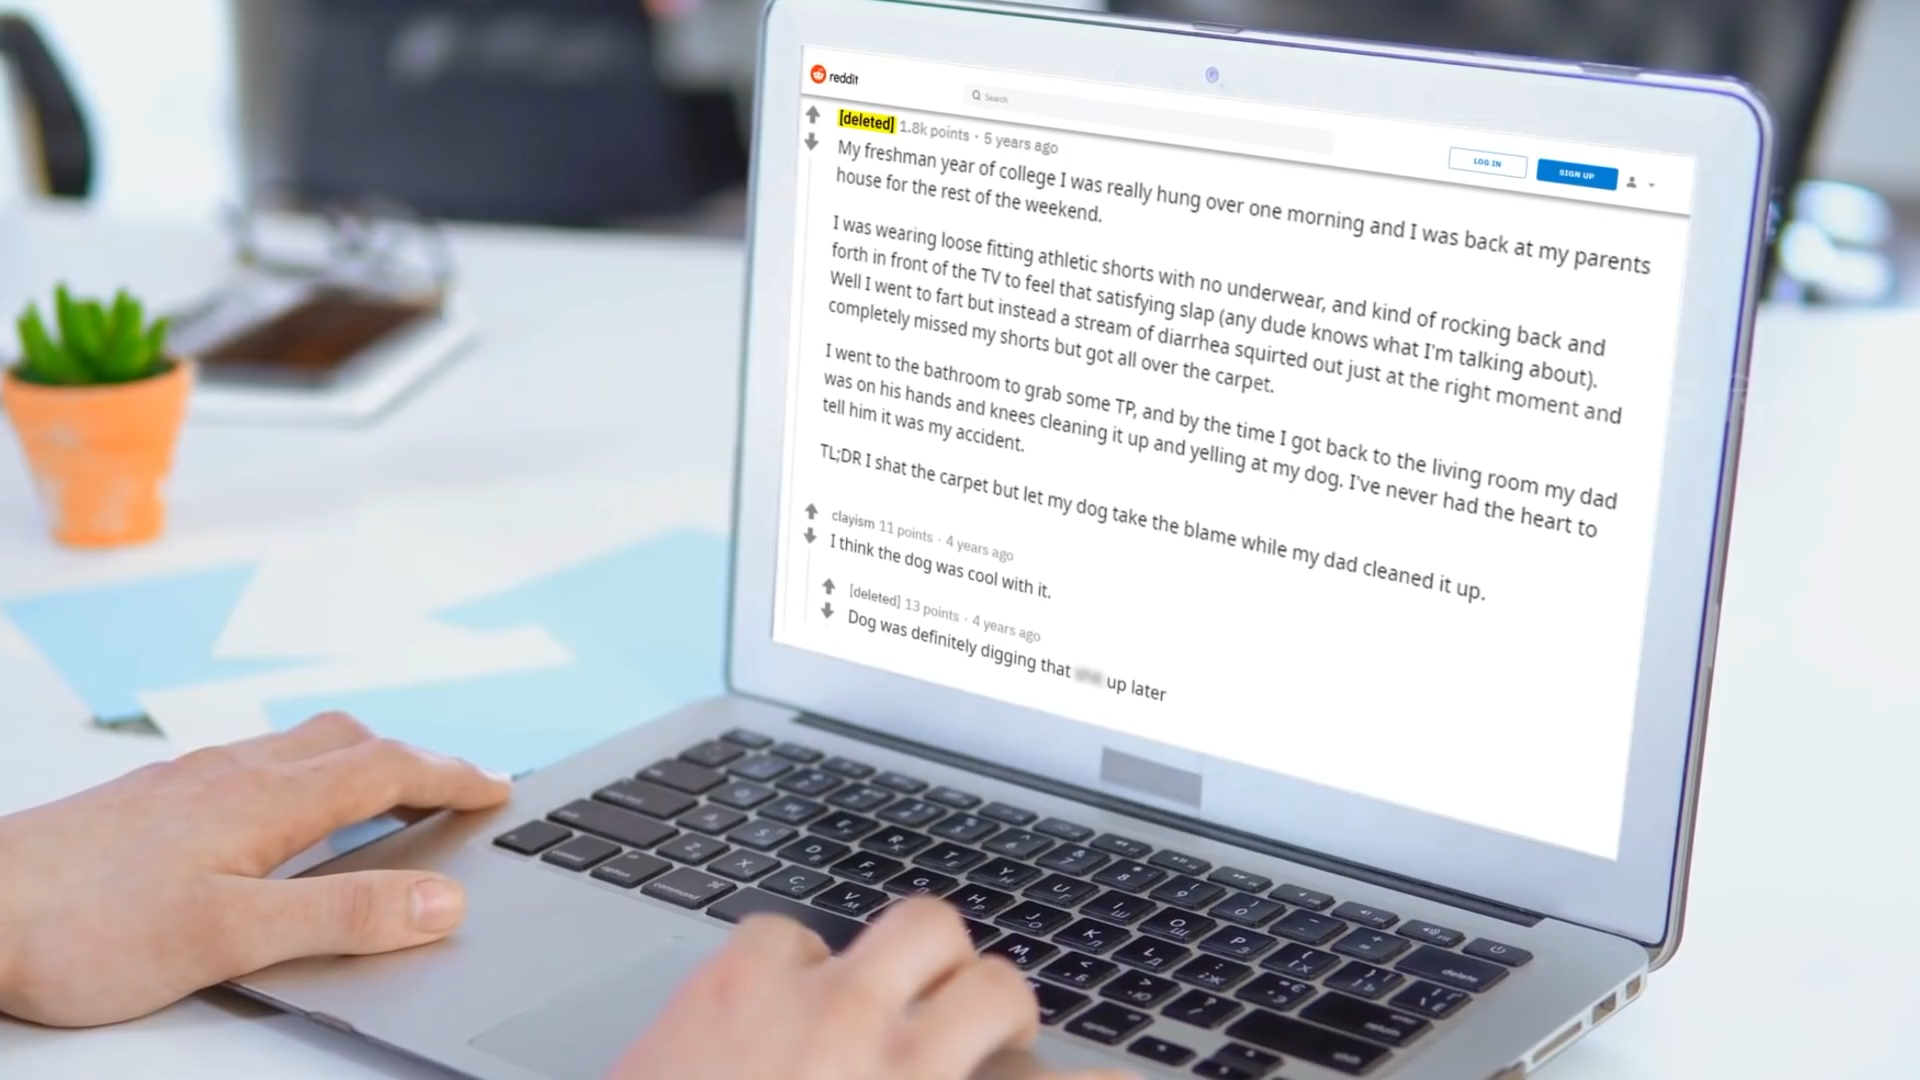 reddit
Search
LOG IN
SIGN UP
[deleted] 1.8k points · 5 years ago
My freshman year of college I was really hung over one morning and I was back at my parents
house for the rest of the weekend.
I was wearing loose fitting athletic shorts with no underwear, and kind of rocking back and
forth in front of the TV to feel that satisfying slap (any dude knows what I'm talking about).
Well I went to fart but instead a stream of diarrhea squirted out just at the right moment and
completely missed my shorts but got all over the carpet.
I went to the bathroom to grab some TP, and by the time I got back to the living room my dad
was on his hands and knees cleaning it up and yelling at my dog. I've never had the heart to
tell him it was my accident.
TL;DR I shat the carpet but let my dog take the blame while my dad cleaned it up.
clayism 11 points · 4 years ago
I think the dog was cool with it.
[deleted] 13 points · 4 years ago
Dog was definitely digging that up later